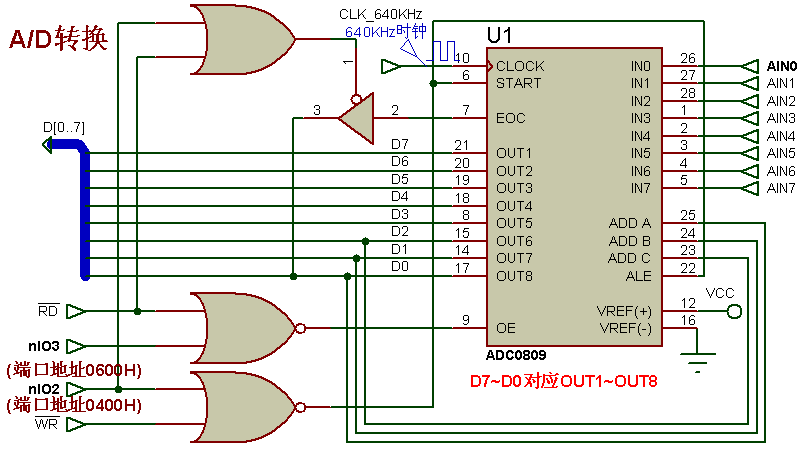 A/D转换
CLK_640KHz
640KHz时钟
U1
1
3
2
D[0..7]
10 CLOCK
6 START
7 EOC
D7 21 OUT1
D6 20 OUT2
D5 19 OUT3
D4 18 OUT4
D3 8 OUT5
D2 15 OUT6
D1 14 OUT7
D0 17 OUT8
9 OE
IN0 26 AIN0
IN1 27 AIN1
IN2 28 AIN2
IN3 1 AIN3
IN4 2 AIN4
IN5 3 AIN5
IN6 4 AIN6
IN7 5 AIN7
ADD A 25
ADD B 24
ADD C 23
ALE 22
VCC
VREF(+) 12
VREF(-) 16
ADC0809
D7~D0对应OUT1~OUT8
RD
nIO3
(端口地址0600H)
nIO2
(端口地址0400H)
WR